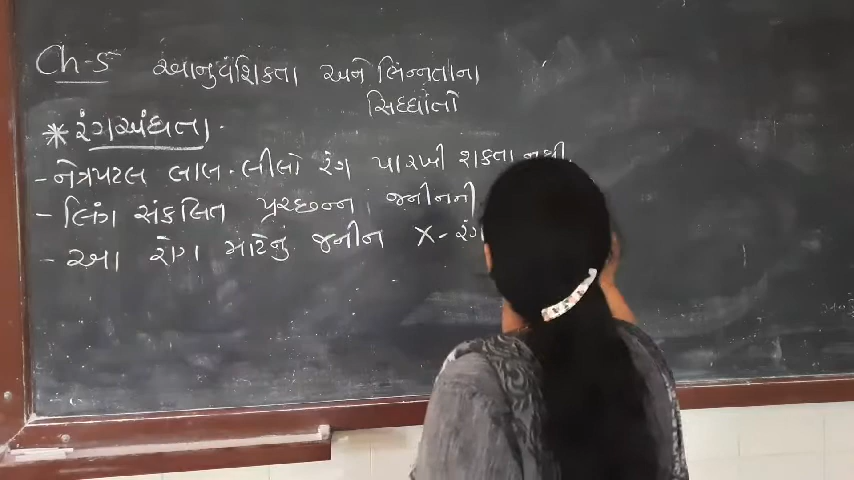 Ch-5 આનુવંશિકતા અને ભિન્નતાના
સિદ્ધાંતો
* રંગઅંધતા.
- નેત્રપટલ લાલ. લીલો રંગ પારખી શકતા નથી.
- લિંગ સંકલિત પ્રચ્છન્ન જનીનની
- આ રોગ માટેનું જનીન X-રંગ